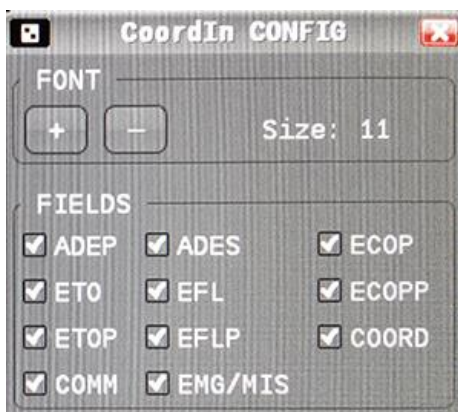 CoordIn CONFIG
FONT
+ - Size: 11
FIELDS
ADEP ADES ECOP
ETO EFL ECOPP
ETOP EFLP COORD
COMM EMG/MIS